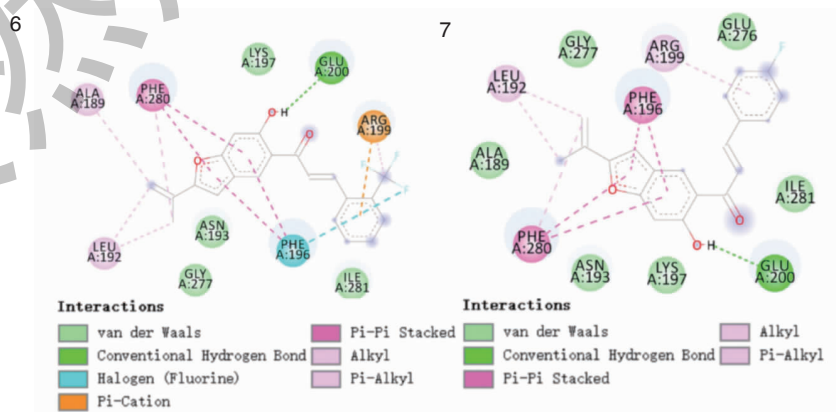 6
LYS
A:197
GLU
A:200
ALA
A:189
PHE
A:280
ARG
A:199
O H
O
O
F
F
F
LEU
A:192
ASN
A:193
PHE
A:196
GLY
A:277
ILE
A:281
Interactions
van der Waals
Conventional Hydrogen Bond
Halogen (Fluorine)
Pi-Cation
Pi-Pi Stacked
Alkyl
Pi-Alkyl
7
GLY
A:277
ARG
A:199
GLU
A:276
F
LEU
A:192
PHE
A:196
ALA
A:189
O
ILE
A:281
O
PHE
A:280
O H
ASN
A:193
LYS
A:197
GLU
A:200
Interactions
van der Waals
Conventional Hydrogen Bond
Pi-Pi Stacked
Alkyl
Pi-Alkyl